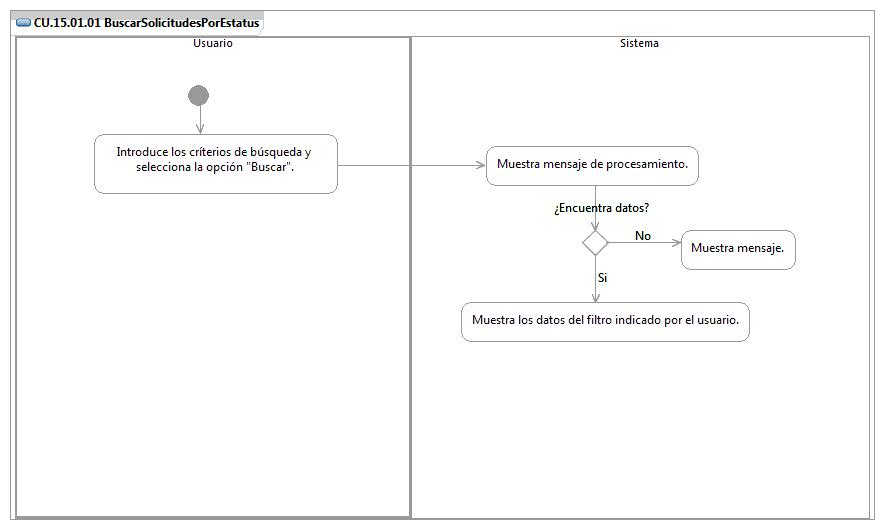 CU.15.01.01 BuscarSolicitudesPorEstatus
Usuario
Sistema
Introduce los críterios de búsqueda y
selecciona la opción "Buscar".
Muestra mensaje de procesamiento.
¿Encuentra datos?
No
Muestra mensaje.
Si
Muestra los datos del filtro indicado por el usuario.